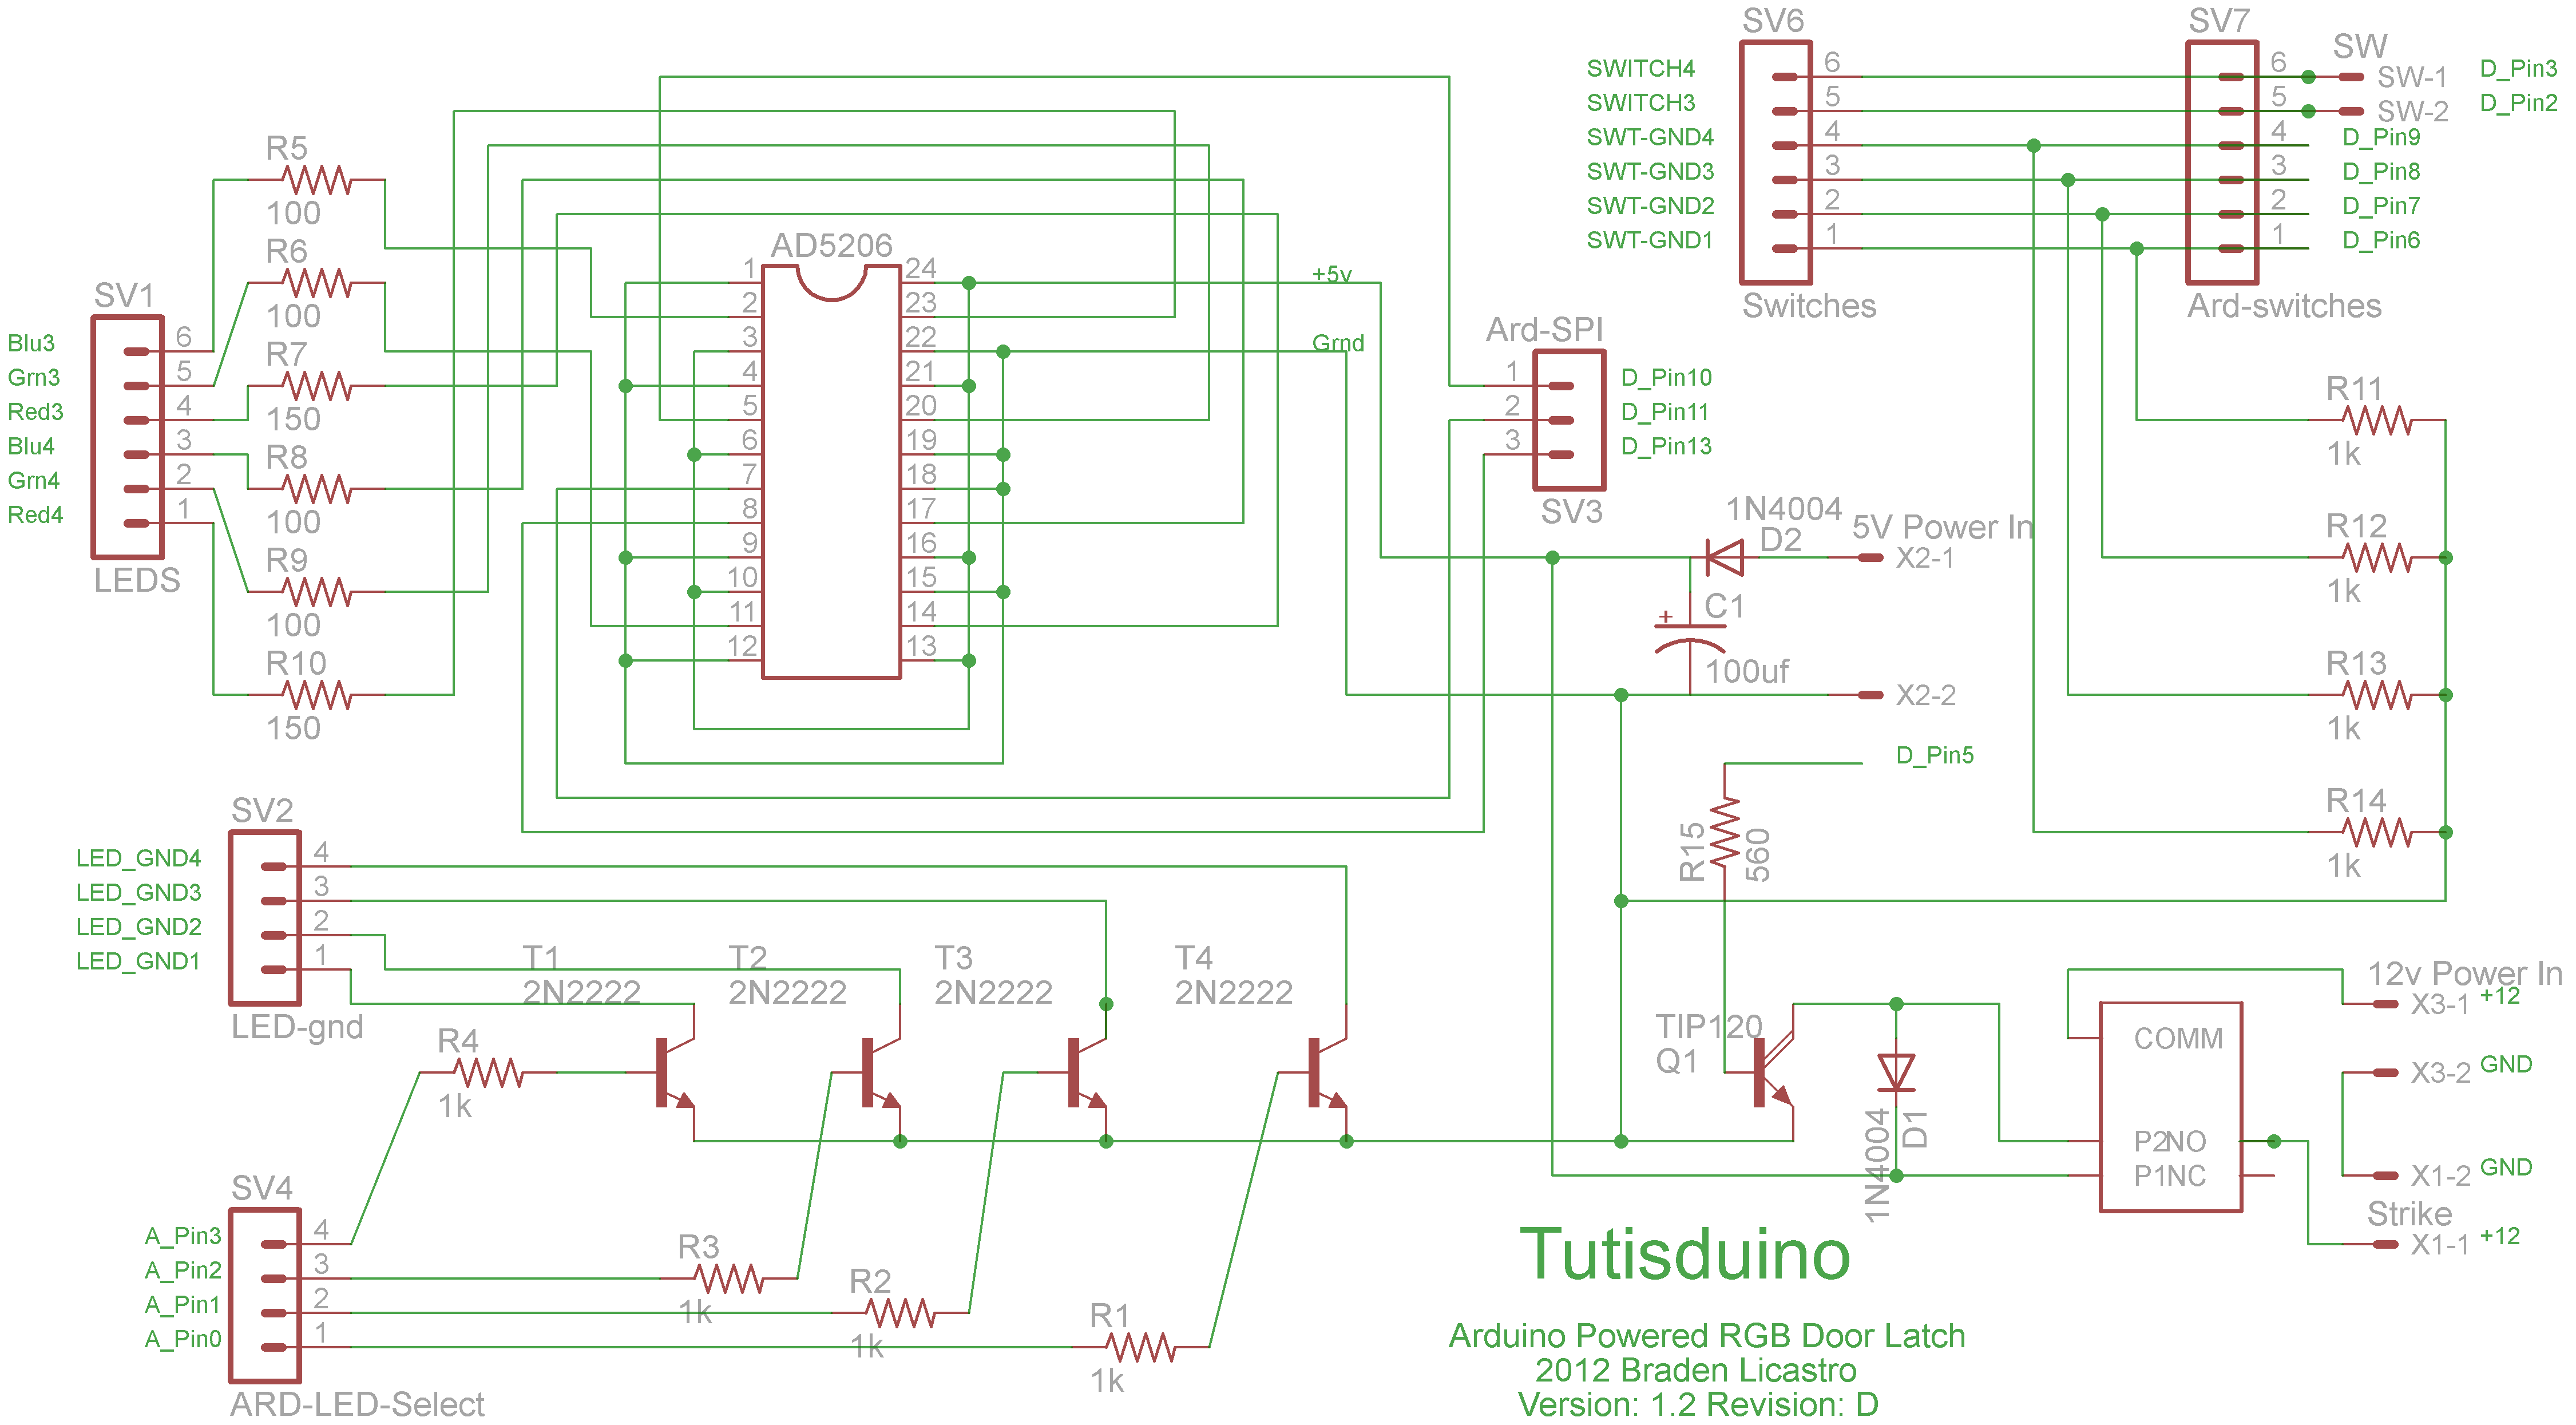 SV1
Blu3
Grn3
Red3
Blu4
Grn4
Red4
6
5
4
3
2
1
LEDS
R5
100
R6
100
R7
150
R8
100
R9
100
R10
150
AD5206
1
2
3
4
5
6
7
8
9
10
11
12
24
23
22
21
20
19
18
17
16
15
14
13
+5v
Grnd
SV6
SWITCH4
SWITCH3
SWT-GND4
SWT-GND3
SWT-GND2
SWT-GND1
6
5
4
3
2
1
Switches
SV7
6
5
4
3
2
1
Ard-switches
SW
SW-1 D_Pin3
SW-2 D_Pin2
D_Pin9
D_Pin8
D_Pin7
D_Pin6
Ard-SPI
1 D_Pin10
2 D_Pin11
3 D_Pin13
SV3
1N4004
D2
5V Power In
X2-1
C1
+
100uf
X2-2
R11
1k
R12
1k
R13
1k
R14
1k
D_Pin5
R15
560
SV2
LED_GND4 4
LED_GND3 3
LED_GND2 2
LED_GND1 1
LED-gnd
T1
2N2222
T2
2N2222
T3
2N2222
T4
2N2222
R4
1k
SV4
A_Pin3 4
A_Pin2 3
A_Pin1 2
A_Pin0 1
ARD-LED-Select
R3
1k
R2
1k
R1
1k
TIP120
Q1
1N4004
D1
COMM
P2NO
P1NC
12v Power In
X3-1 +12
X3-2 GND
X1-2 GND
Strike
X1-1 +12
Tutisduino
Arduino Powered RGB Door Latch
2012 Braden Licastro
Version: 1.2 Revision: D